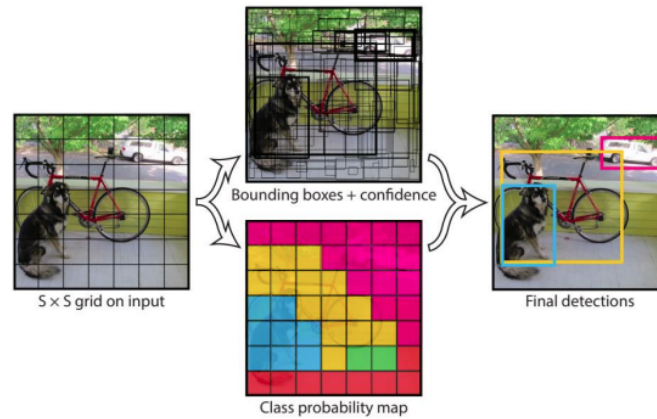 Bounding boxes + confidence
S × S grid on input
Final detections
Class probability map